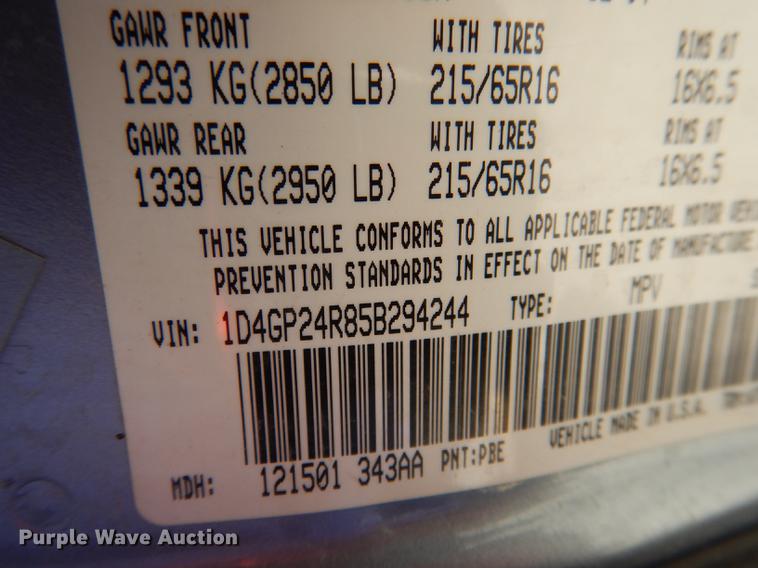 GAWR FRONT WITH TIRES RIMS AT
1293 KG(2850 LB) 215/65R16 16X6.5
GAWR REAR WITH TIRES RIMS AT
1339 KG(2950 LB) 215/65R16 16X6.5
THIS VEHICLE CONFORMS TO ALL APPLICABLE FEDERAL MOTOR
PREVENTION STANDARDS IN EFFECT ON THE DATE OF MANUFACTURE
VIN: 1D4GP24R85B294244 TYPE: MPV
VEHICLE MADE IN U.S.A.
MDH: 121501 343AA PNT:PBE
Purple Wave Auction